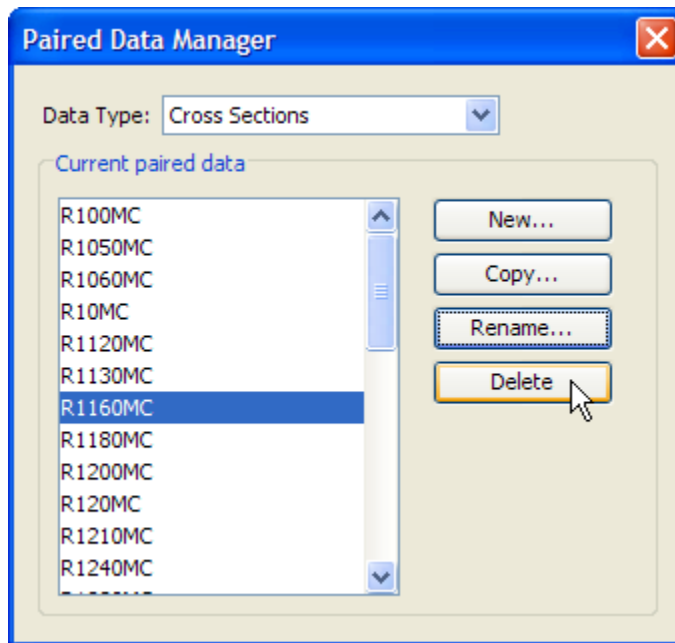 Paired Data Manager
Data Type: Cross Sections
Current paired data
R100MC
R1050MC
R1060MC
R10MC
R1120MC
R1130MC
R1160MC
R1180MC
R1200MC
R120MC
R1210MC
R1240MC
New...
Copy...
Rename...
Delete